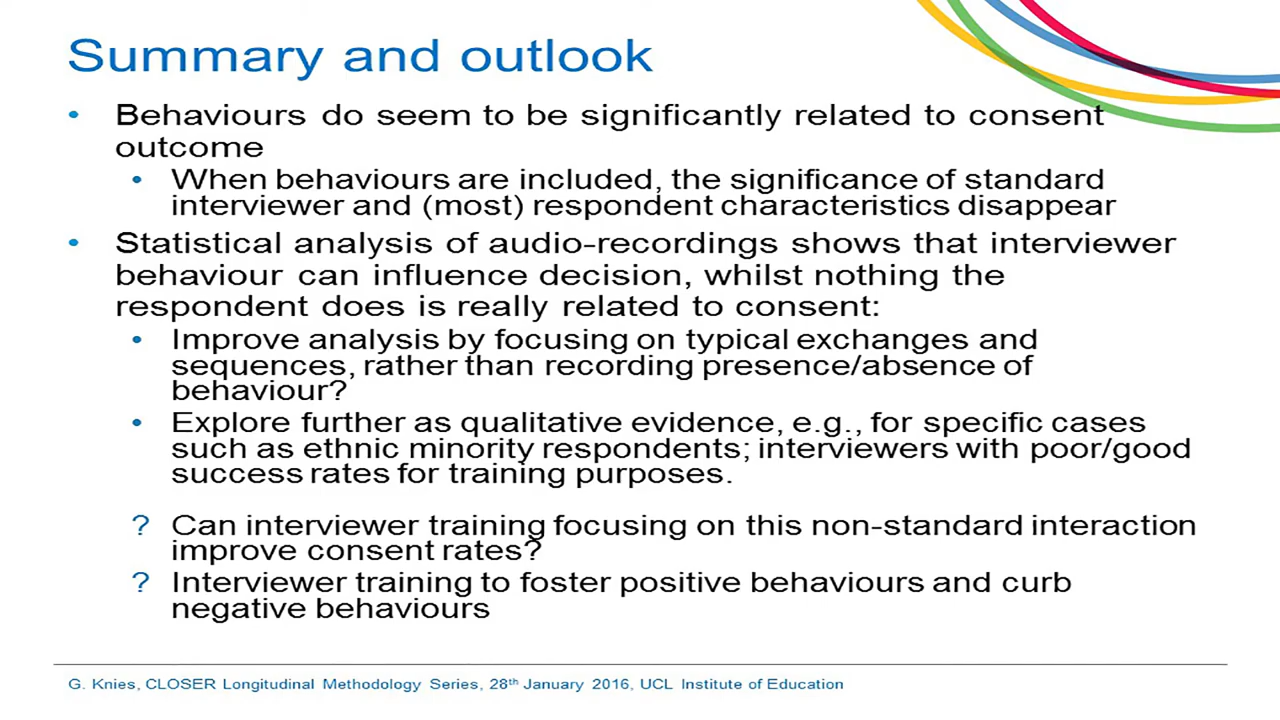 Summary and outlook
• Behaviours do seem to be significantly related to consent
outcome
• When behaviours are included, the significance of standard
interviewer and (most) respondent characteristics disappear
• Statistical analysis of audio-recordings shows that interviewer
behaviour can influence decision, whilst nothing the
respondent does is really related to consent:
• Improve analysis by focusing on typical exchanges and
sequences, rather than recording presence/absence of
behaviour?
• Explore further as qualitative evidence, e.g., for specific cases
such as ethnic minority respondents; interviewers with poor/good
success rates for training purposes.
? Can interviewer training focusing on this non-standard interaction
improve consent rates?
? Interviewer training to foster positive behaviours and curb
negative behaviours
G. Knies, CLOSER Longitudinal Methodology Series, 28th January 2016, UCL Institute of Education